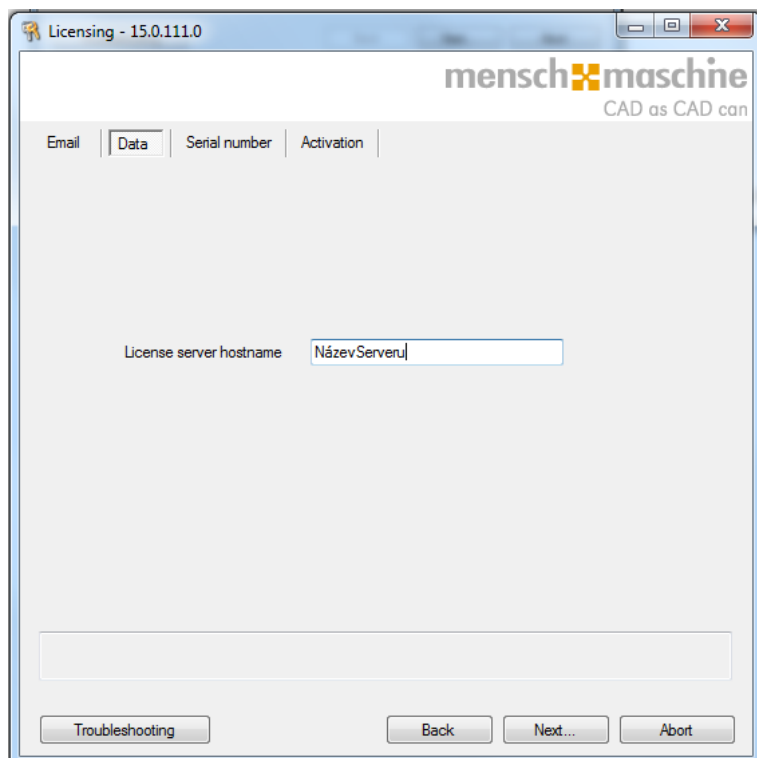 Licensing - 15.0.111.0
mensch maschine
CAD as CAD can
Email Data Serial number Activation
License server hostname NázevServeru
Troubleshooting Back Next... Abort